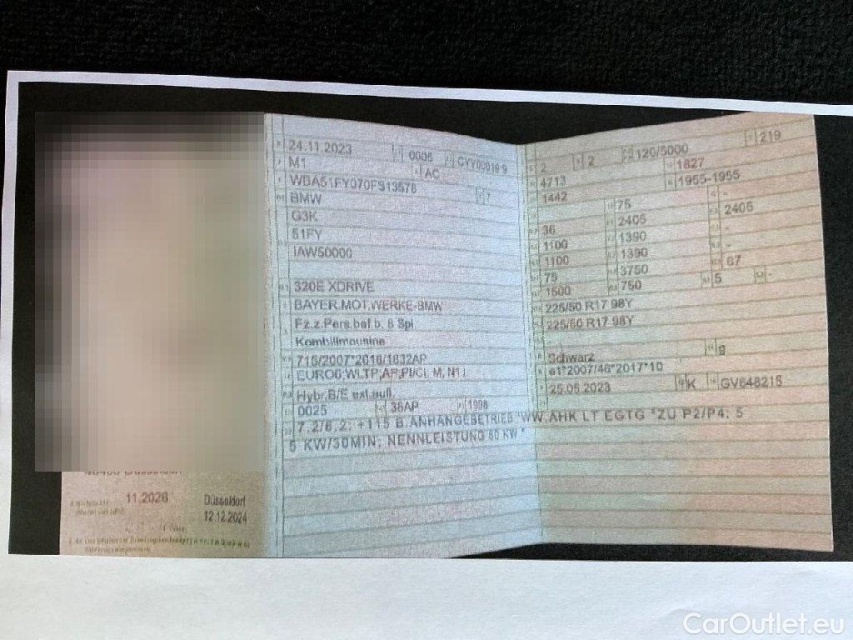 11.2026
Düsseldorf
12.12.2024
24.11.2023 0005
M1 AC
WBA51FY070FS13578 7
BMW
G3K
51FY
IAW50000
320E XDRIVE
BAYER.MOT.WERKE-BMW
Fz.z.Pers.bef.b. 8 Spl
Kombilimousine
715/2007*2018/1832AP
EURO6;WLTP,AP,PI/CI, M, N1 I
Hybr.B/E ext.aufl.
0025 36AP 1998
2 2 120/5000 219
4713 1827
1442 1955-1955
75 -
36 2405 2405
1100 1390
1100 1390 -
75 3750 67
1500 750 5 -
225/50 R17 98Y
225/50 R17 98Y
Schwarz 9
e1*2007/46*2017*10
25.05.2023 K GV648215
7.2/8.2: +115 B.ANHANGEBETRIEB*WW.AHK LT EGTG *ZU P2/P4: 5
5 KW/30MIN; NENNLEISTUNG 80 KW*
CarOutlet.eu